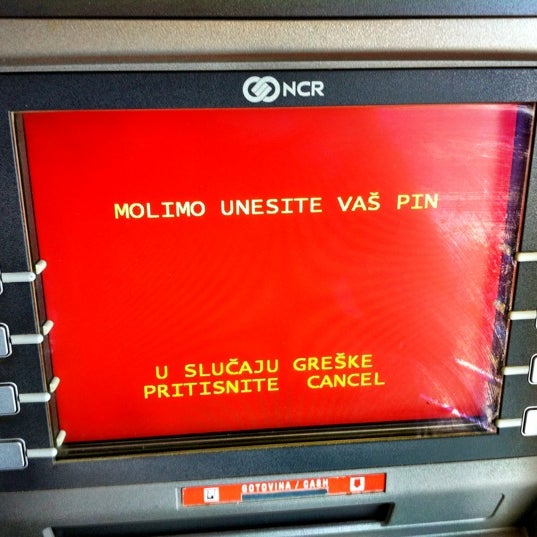 NCR
MOLIMO UNESITE VAŠ PIN
U SLUČAJU GREŠKE
PRITISNITE CANCEL
GOTOVINA / CASH